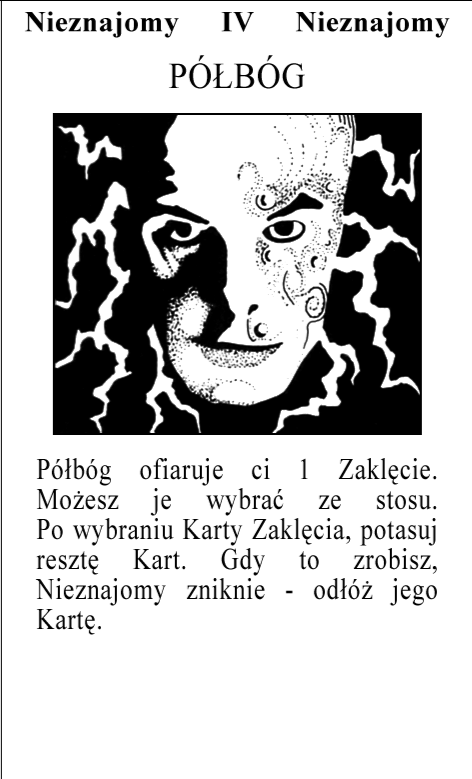 Nieznajomy IV Nieznajomy
PÓŁBÓG
Półbóg ofiaruje ci 1 Zaklęcie.
Możesz je wybrać ze stosu.
Po wybraniu Karty Zaklęcia, potasuj
resztę Kart. Gdy to zrobisz,
Nieznajomy zniknie - odłóż jego
Kartę.